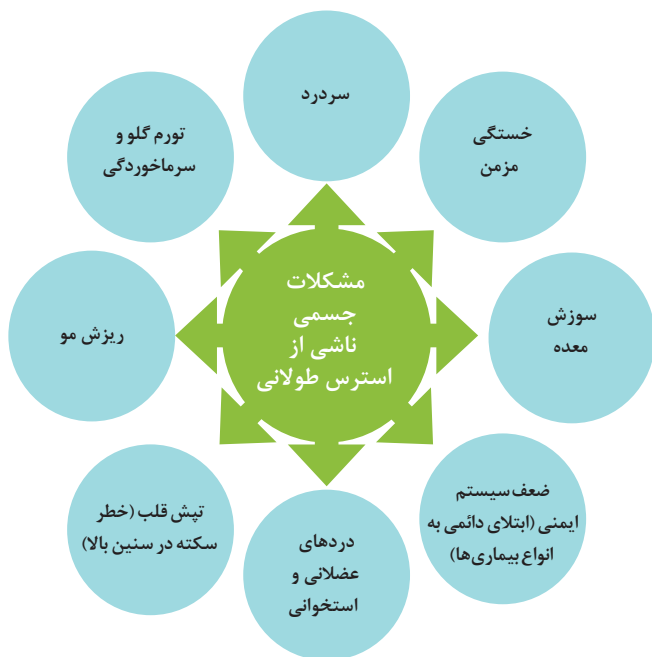 مشکلات
جسمی
ناشی از
استرس طولانی
سردرد
خستگی
مزمن
سوزش
معده
ضعف سیستم
ایمنی (ابتلای دائمی به
انواع بیماری‌ها)
دردهای
عضلانی و
استخوانی
تپش قلب (خطر
سکته در سنین بالا)
ریزش مو
تورم گلو و
سرماخوردگی